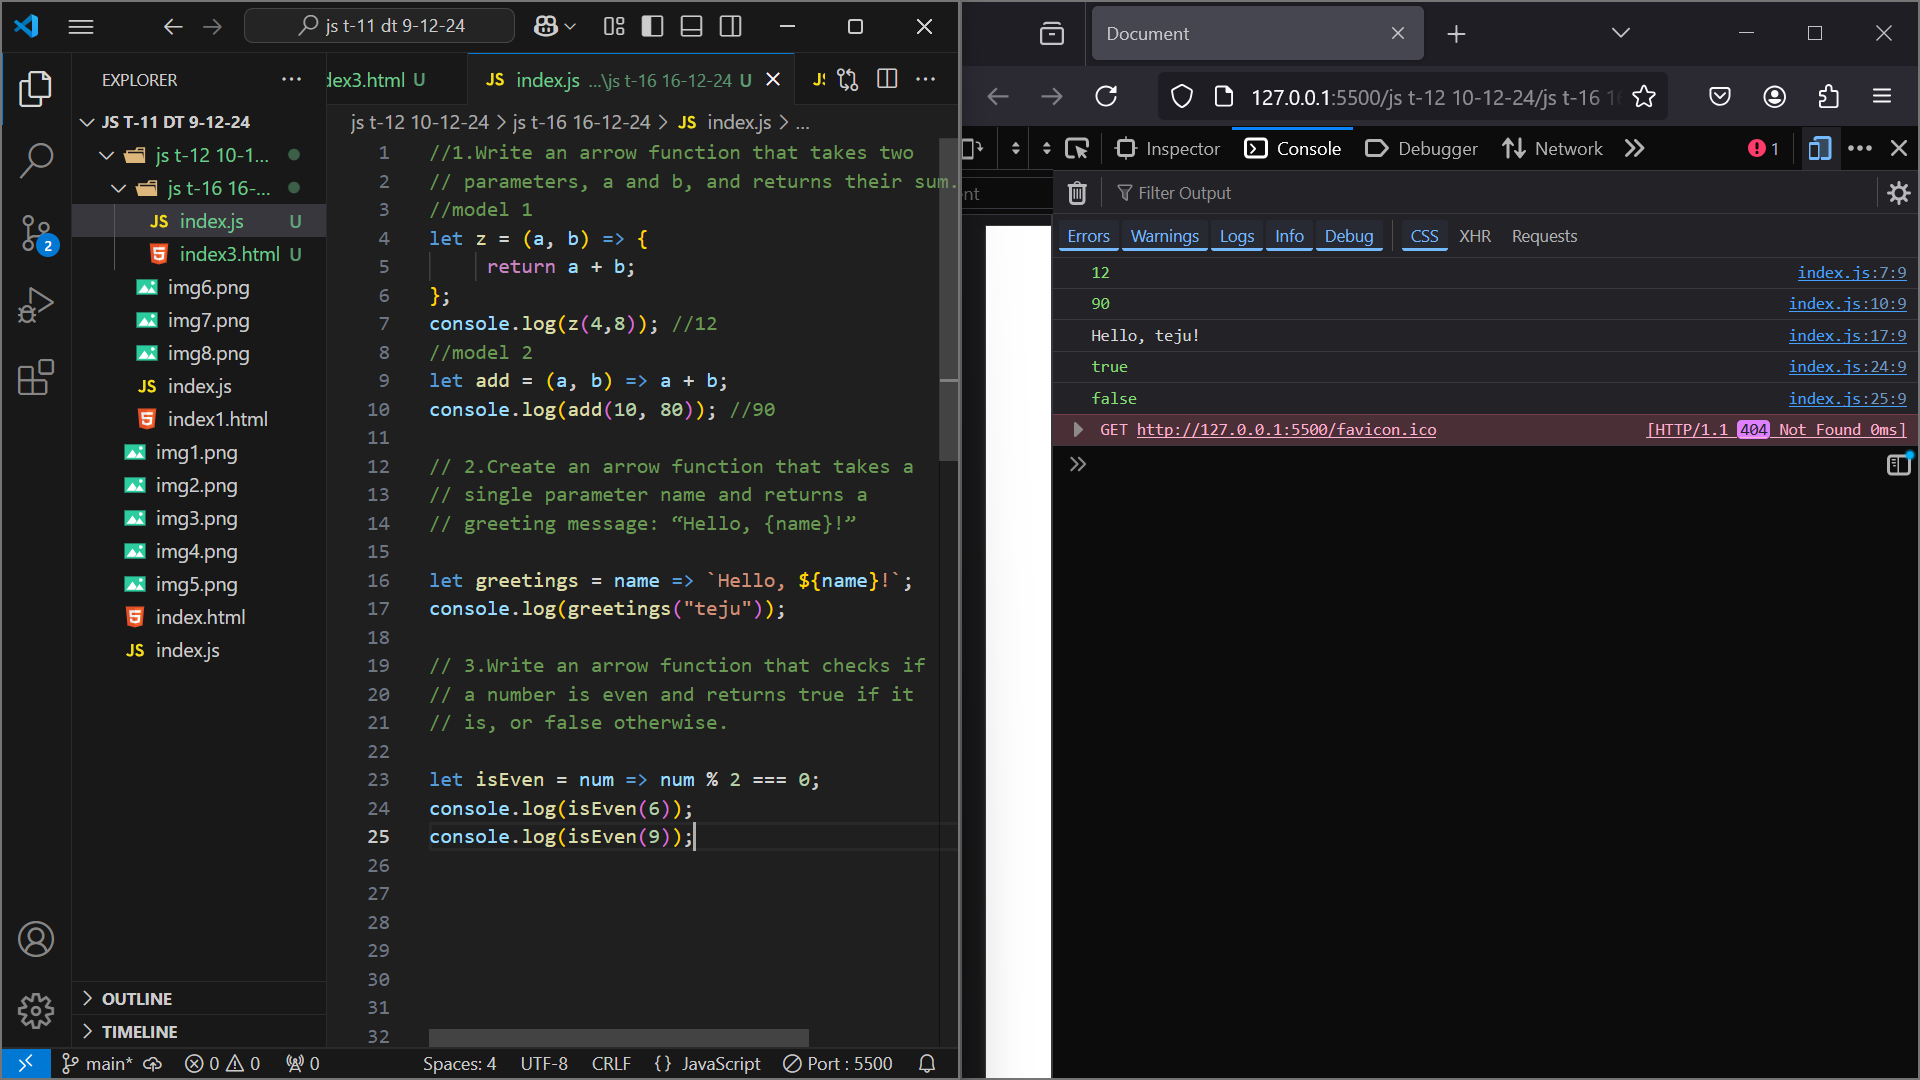 js t-11 dt 9-12-24
EXPLORER
JS T-11 DT 9-12-24
js t-12 10-1...
js t-16 16-...
JS index.js U
index3.html U
img6.png
img7.png
img8.png
JS index.js
index1.html
img1.png
img2.png
img3.png
img4.png
img5.png
index.html
JS index.js
OUTLINE
TIMELINE
2
dex3.html U
JS index.js ...\js t-16 16-12-24 U
js t-12 10-12-24 > js t-16 16-12-24 > JS index.js > ...
1 //1.Write an arrow function that takes two
2 // parameters, a and b, and returns their sum.
3 //model 1
4 let z = (a, b) => {
5 return a + b;
6 };
7 console.log(z(4,8)); //12
8 //model 2
9 let add = (a, b) => a + b;
10 console.log(add(10, 80)); //90
11
12 // 2.Create an arrow function that takes a
13 // single parameter name and returns a
14 // greeting message: “Hello, {name}!”
15
16 let greetings = name => `Hello, ${name}!`;
17 console.log(greetings("teju"));
18
19 // 3.Write an arrow function that checks if
20 // a number is even and returns true if it
21 // is, or false otherwise.
22
23 let isEven = num => num % 2 === 0;
24 console.log(isEven(6));
25 console.log(isEven(9));
26
27
28
29
30
31
32
main* 0 0 0 Spaces: 4 UTF-8 CRLF {} JavaScript Port : 5500
Document
127.0.0.1:5500/js t-12 10-12-24/js t-16 16
Inspector Console Debugger Network 1
nt
Filter Output
Errors Warnings Logs Info Debug CSS XHR Requests
12 index.js:7:9
90 index.js:10:9
Hello, teju! index.js:17:9
true index.js:24:9
false index.js:25:9
GET http://127.0.0.1:5500/favicon.ico [HTTP/1.1 404 Not Found 0ms]